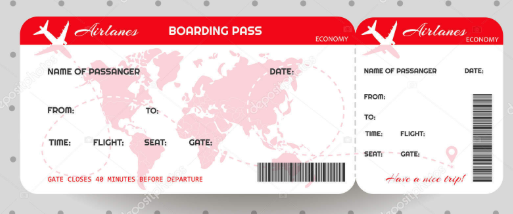 Airlanes BOARDING PASS
ECONOMY
NAME OF PASSANGER DATE:
FROM: TO:
TIME: FLIGHT: SEAT: GATE:
GATE CLOSES 40 MINUTES BEFORE DEPARTURE
Airlanes
ECONOMY
NAME OF PASSANGER DATE:
FROM:
TO:
TIME: FLIGHT:
SEAT: GATE:
Have a nice trip!